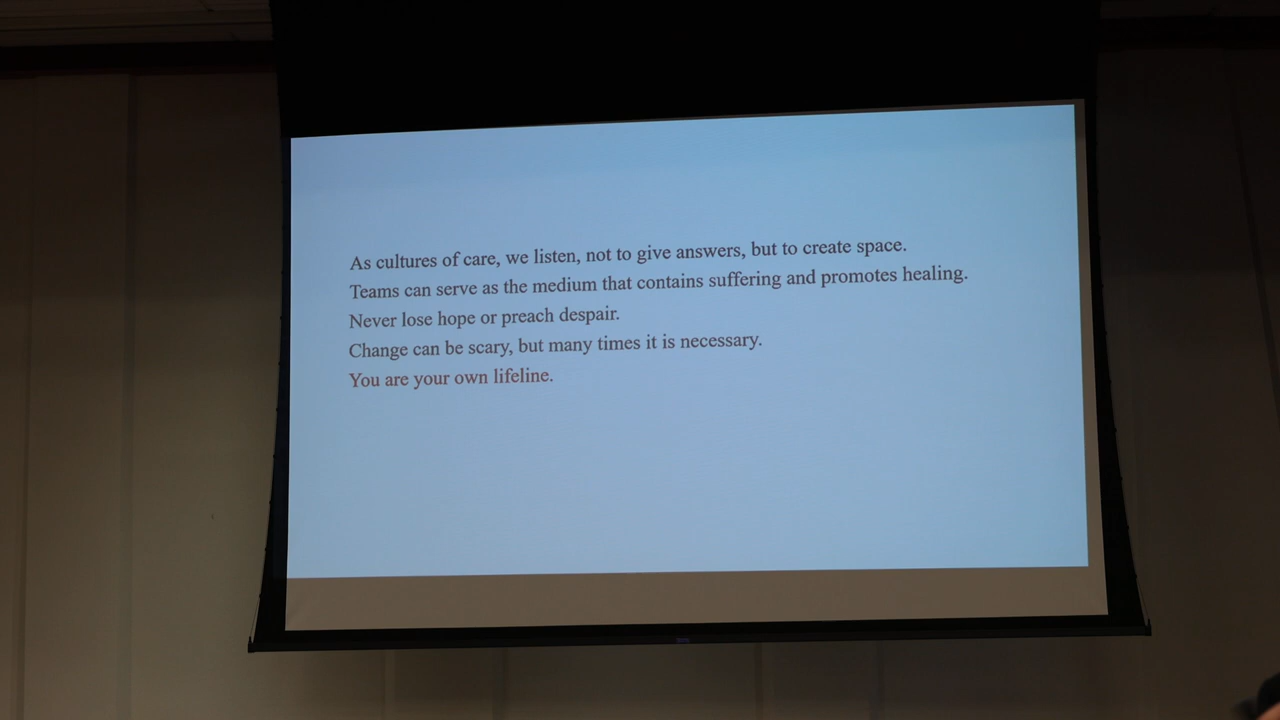 As cultures of care, we listen, not to give answers, but to create space.
Teams can serve as the medium that contains suffering and promotes healing.
Never lose hope or preach despair.
Change can be scary, but many times it is necessary.
You are your own lifeline.